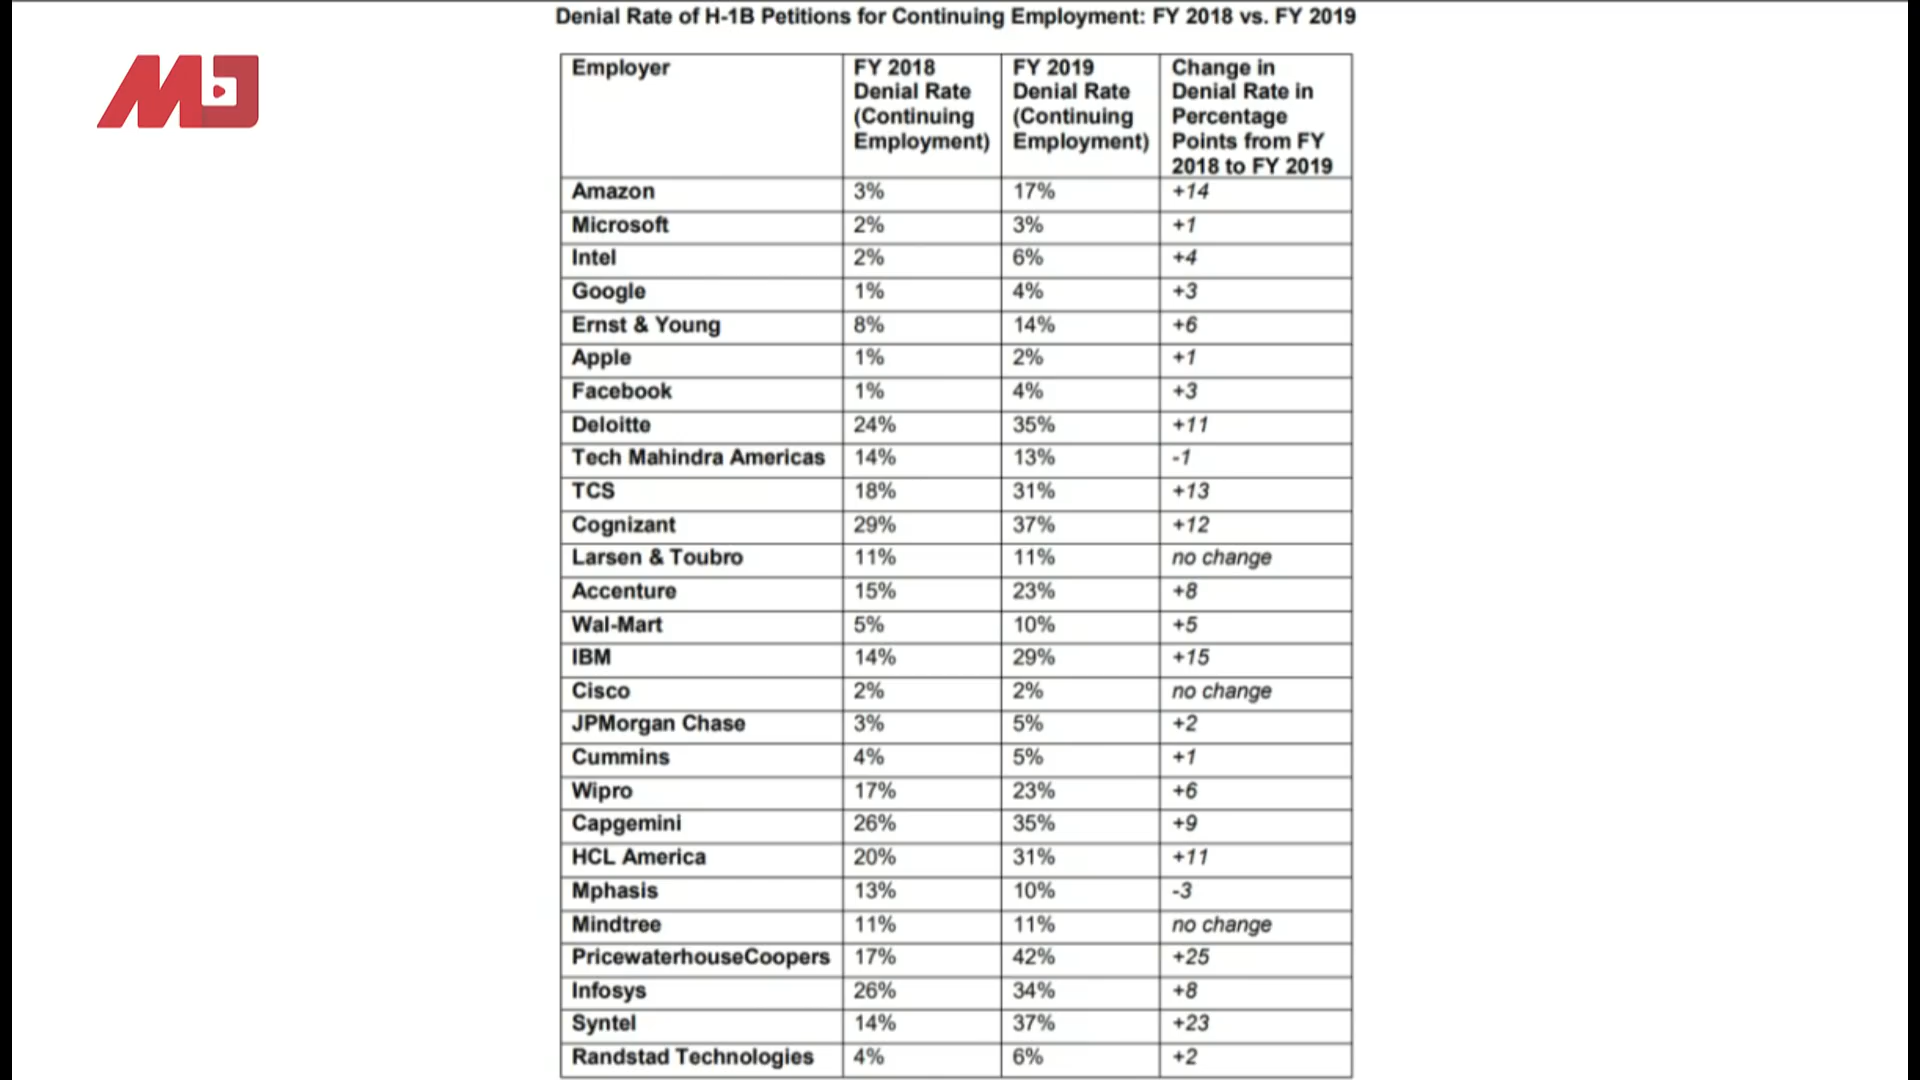 Denial Rate of H-1B Petitions for Continuing Employment: FY 2018 vs. FY 2019
MJ
Employer FY 2018 Denial Rate (Continuing Employment) FY 2019 Denial Rate (Continuing Employment) Change in Denial Rate in Percentage Points from FY 2018 to FY 2019
Amazon 3% 17% +14
Microsoft 2% 3% +1
Intel 2% 6% +4
Google 1% 4% +3
Ernst & Young 8% 14% +6
Apple 1% 2% +1
Facebook 1% 4% +3
Deloitte 24% 35% +11
Tech Mahindra Americas 14% 13% -1
TCS 18% 31% +13
Cognizant 29% 37% +12
Larsen & Toubro 11% 11% no change
Accenture 15% 23% +8
Wal-Mart 5% 10% +5
IBM 14% 29% +15
Cisco 2% 2% no change
JPMorgan Chase 3% 5% +2
Cummins 4% 5% +1
Wipro 17% 23% +6
Capgemini 26% 35% +9
HCL America 20% 31% +11
Mphasis 13% 10% -3
Mindtree 11% 11% no change
PricewaterhouseCoopers 17% 42% +25
Infosys 26% 34% +8
Syntel 14% 37% +23
Randstad Technologies 4% 6% +2